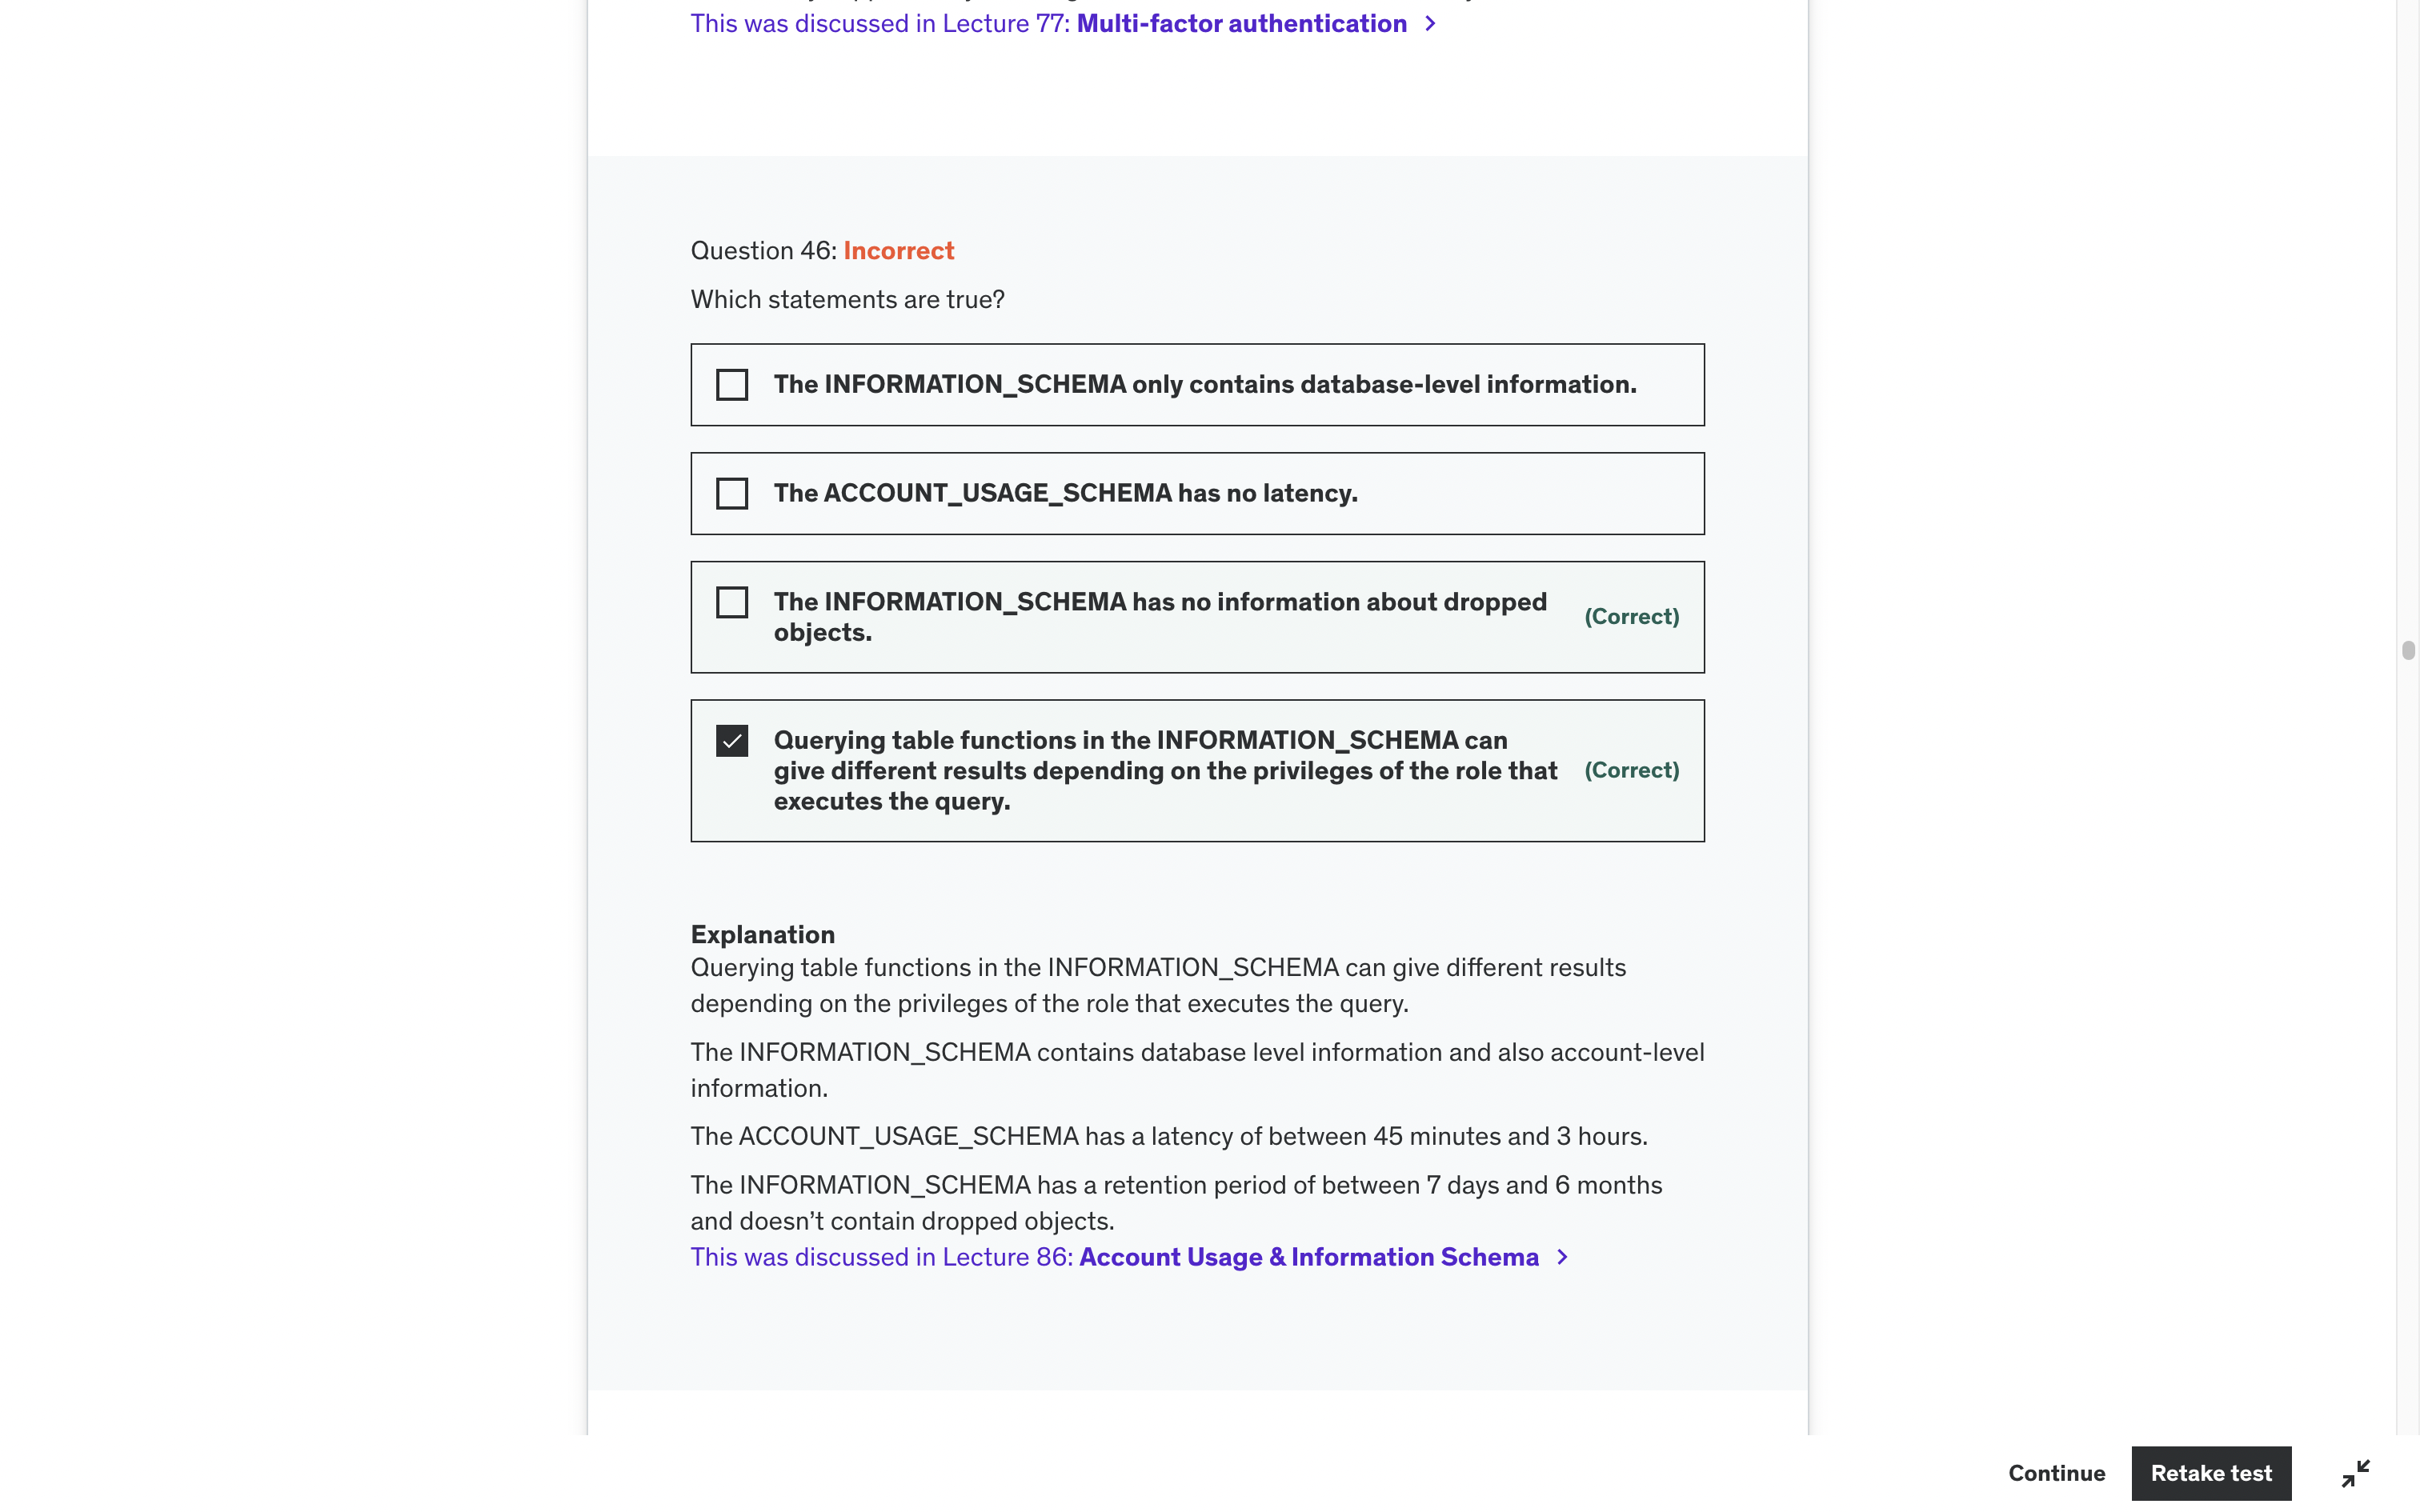 This was discussed in Lecture 77: Multi-factor authentication
Question 46: Incorrect
Which statements are true?
The INFORMATION_SCHEMA only contains database-level information.
The ACCOUNT_USAGE_SCHEMA has no latency.
The INFORMATION_SCHEMA has no information about dropped
objects.
(Correct)
Querying table functions in the INFORMATION_SCHEMA can
give different results depending on the privileges of the role that
executes the query.
(Correct)
Explanation
Querying table functions in the INFORMATION_SCHEMA can give different results
depending on the privileges of the role that executes the query.
The INFORMATION_SCHEMA contains database level information and also account-level
information.
The ACCOUNT_USAGE_SCHEMA has a latency of between 45 minutes and 3 hours.
The INFORMATION_SCHEMA has a retention period of between 7 days and 6 months
and doesn’t contain dropped objects.
This was discussed in Lecture 86: Account Usage & Information Schema
Continue
Retake test